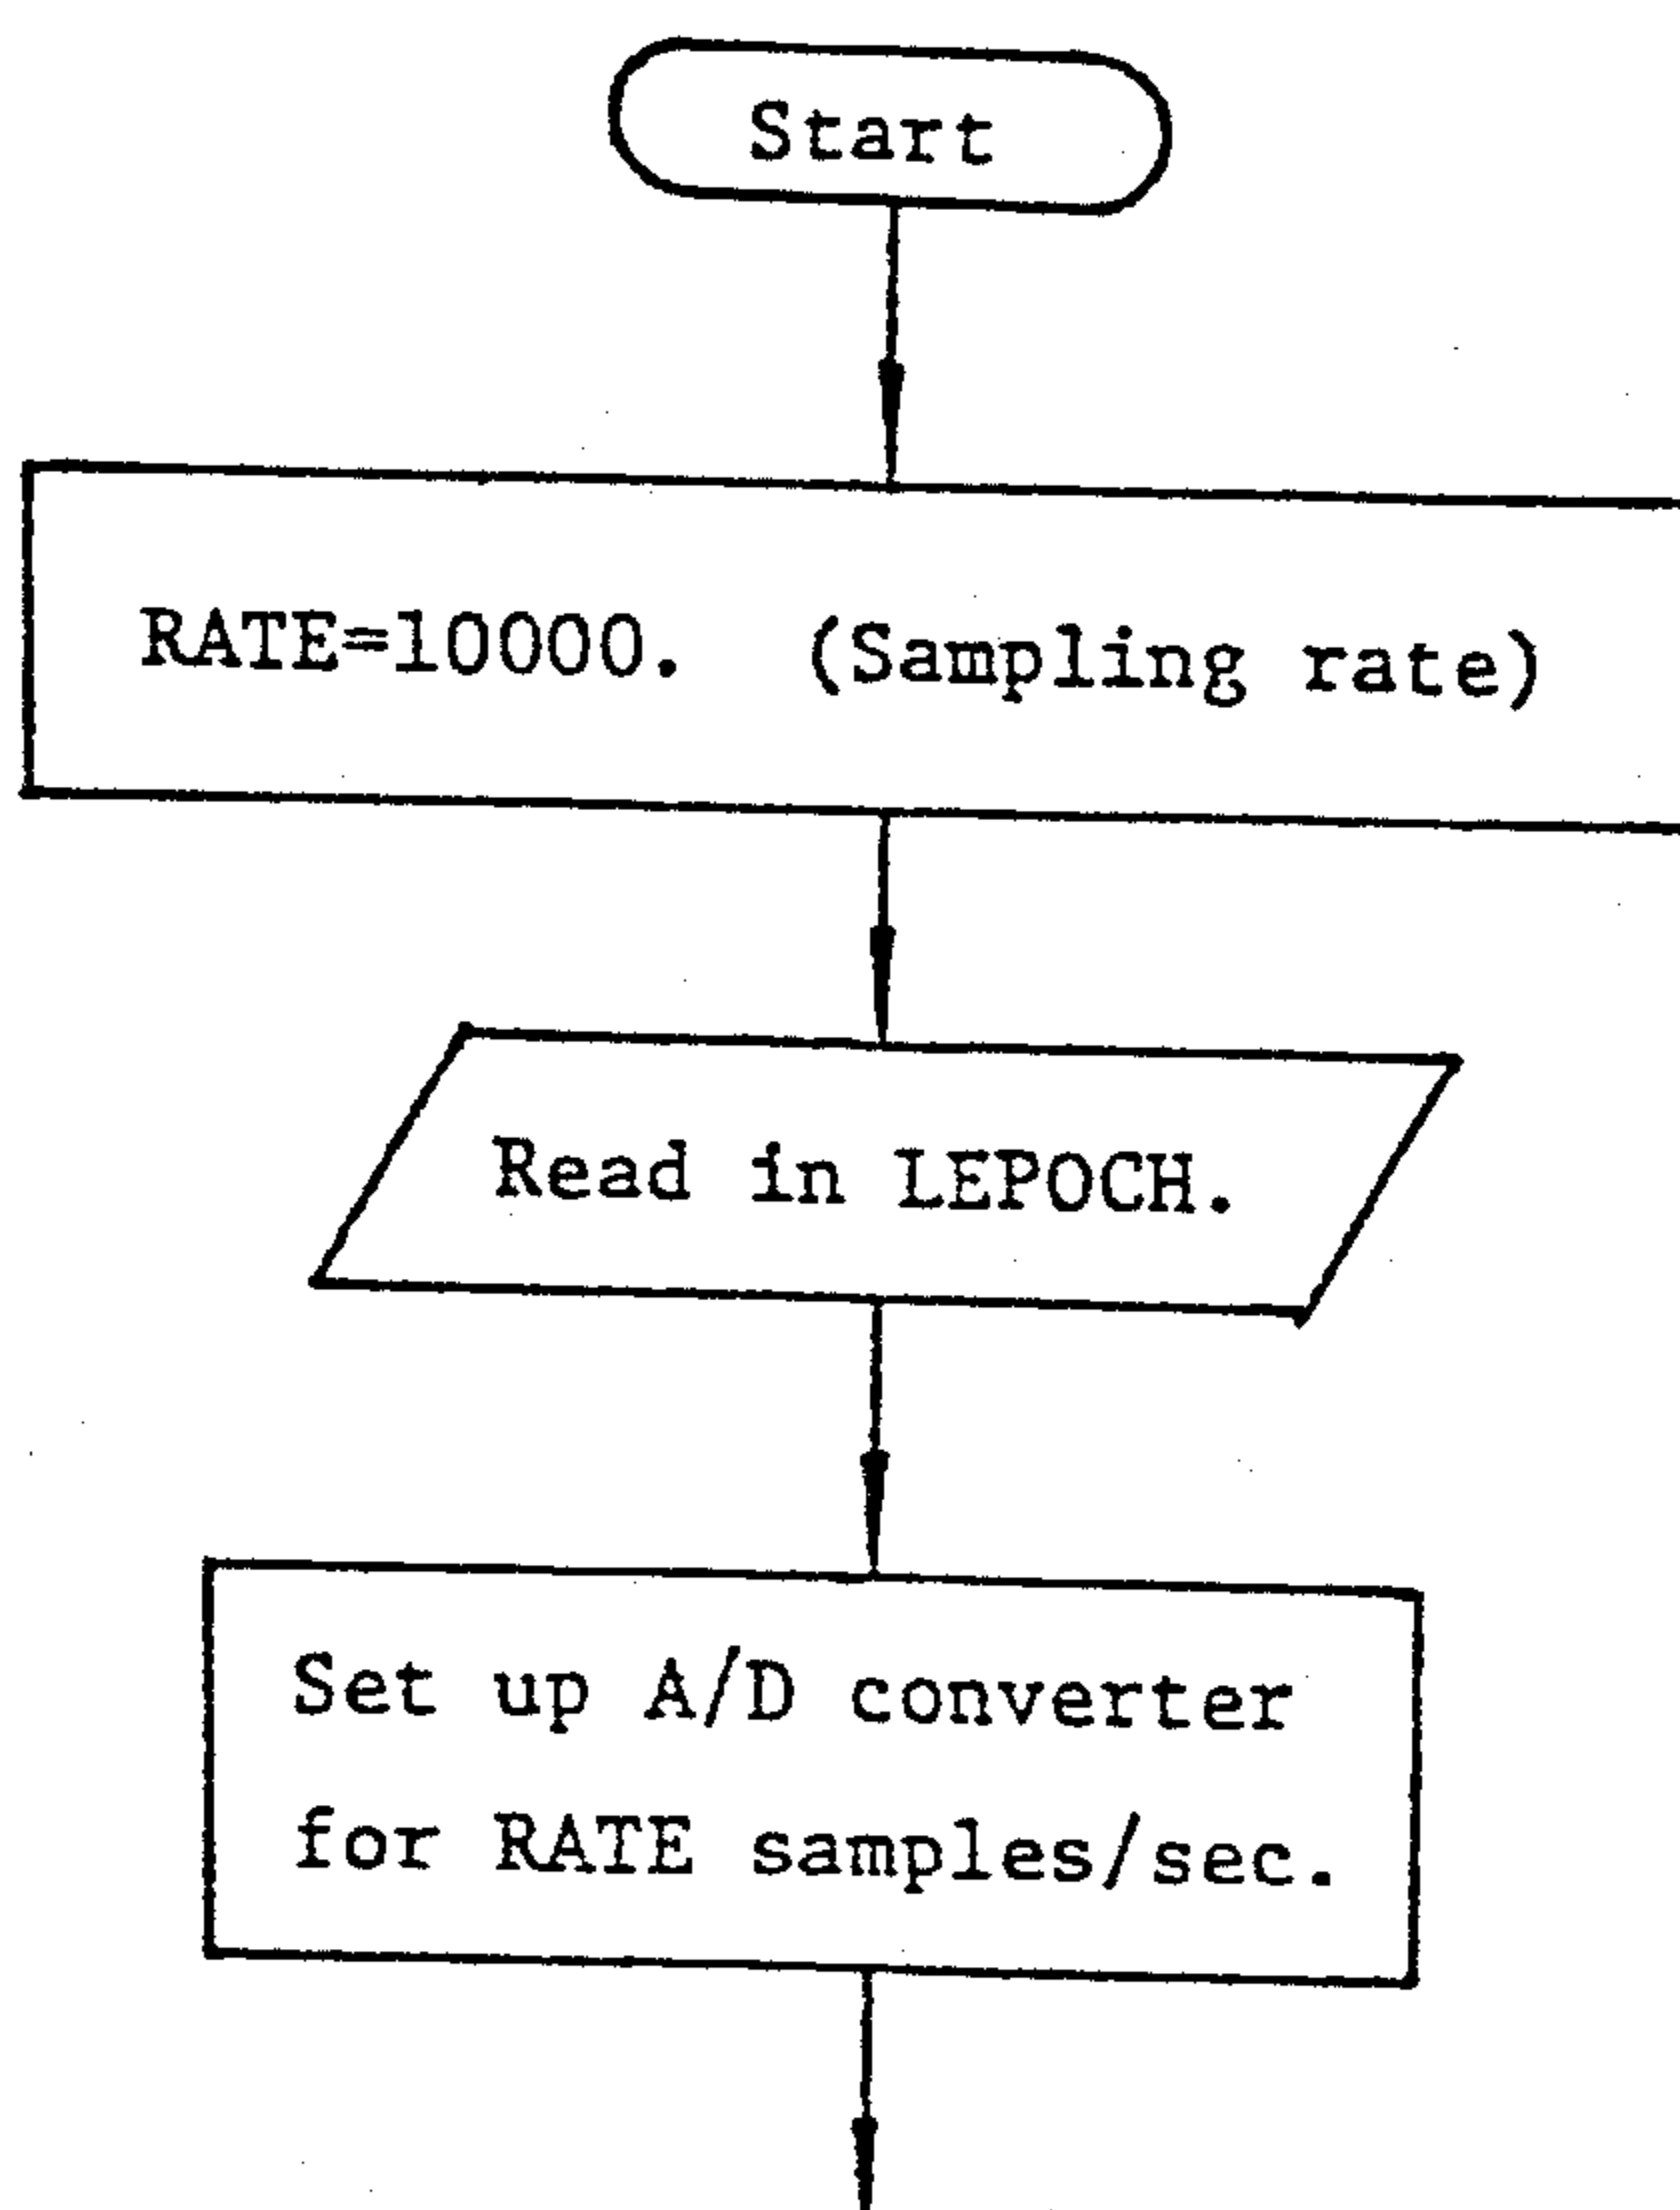 Start
RATE=10000. (Sampling rate)
Read in LEPOCH.
Set up A/D converter
for RATE samples/sec.